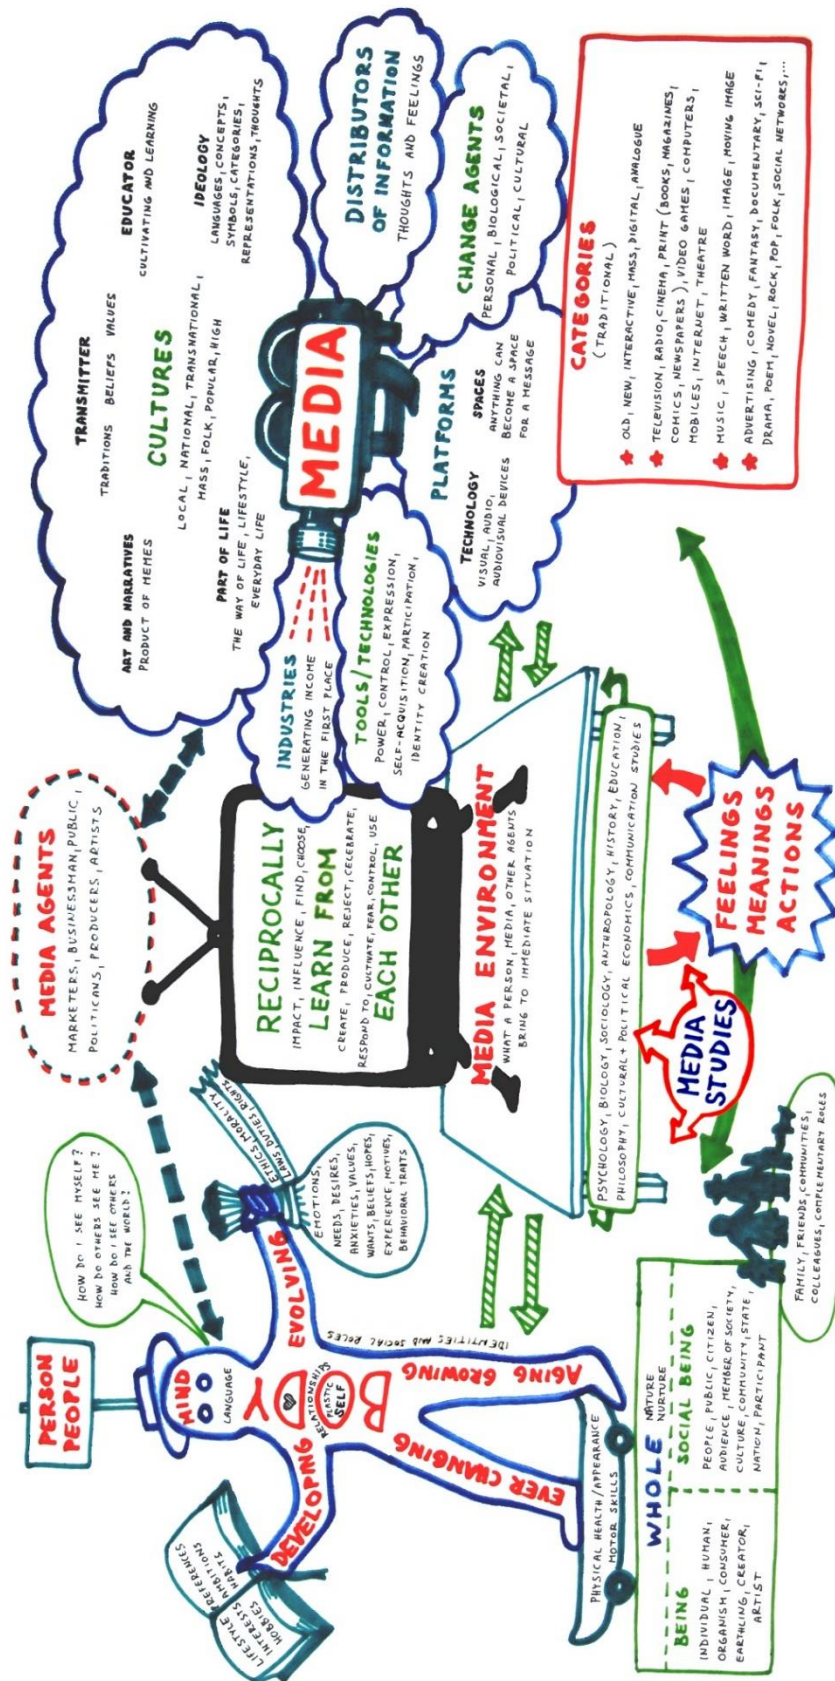 PERSON
PEOPLE
HOW DO I SEE MYSELF?
HOW DO OTHERS SEE ME?
HOW DO I SEE OTHERS
AND THE WORLD?
MIND
LANGUAGE
BODY
RELATIONSHIPS
PLASTIC
SELF
DEVELOPING
EVOLVING
EVER CHANGING
AGING GROWING
IDENTITIES AND SOCIAL ROLES
LIFESTYLE
INTERESTS
HOBBIES
PREFERENCES
AMBITIONS
HABITS
ETHICS, MORALITY
LAWS, DUTIES, RIGHTS
EMOTIONS,
NEEDS, DESIRES,
ANXIETIES, VALUES,
WANTS, BELIEFS, HOPES,
EXPERIENCE, MOTIVES,
BEHAVIORAL TRAITS
PHYSICAL HEALTH/APPEARANCE
MOTOR SKILLS
WHOLE
NATURE
NURTURE
BEING
INDIVIDUAL, HUMAN,
ORGANISM, CONSUMER,
EARTHLING, CREATOR,
ARTIST
SOCIAL BEING
PEOPLE, PUBLIC, CITIZEN,
AUDIENCE, MEMBER OF SOCIETY,
CULTURE, COMMUNITY, STATE,
NATION, PARTICIPANT
FAMILY, FRIENDS, COMMUNITIES,
COLLEAGUES, COMPLEMENTARY ROLES
MEDIA AGENTS
MARKETERS, BUSINESSMAN, PUBLIC,
POLITICANS, PRODUCERS, ARTISTS
RECIPROCALLY
IMPACT, INFLUENCE, FIND, CHOOSE,
LEARN FROM
CREATE, PRODUCE, REJECT, CELEBRATE,
RESPOND TO, CULTIVATE, FEAR, CONTROL, USE
EACH OTHER
MEDIA ENVIRONMENT
WHAT A PERSON, MEDIA, OTHER AGENTS
BRING TO IMMEDIATE SITUATION
PSYCHOLOGY, BIOLOGY, SOCIOLOGY, ANTHROPOLOGY, HISTORY, EDUCATION,
PHILOSOPHY, CULTURAL + POLITICAL ECONOMICS, COMMUNICATION STUDIES
MEDIA
STUDIES
FEELINGS
MEANINGS
ACTIONS
MEDIA
ART AND NARRATIVES
PRODUCT OF MEMES
TRANSMITTER
TRADITIONS BELIEFS VALUES
EDUCATOR
CULTIVATING AND LEARNING
CULTURES
LOCAL, NATIONAL, TRANSNATIONAL,
MASS, FOLK, POPULAR, HIGH
PART OF LIFE
THE WAY OF LIFE, LIFESTYLE,
EVERYDAY LIFE
IDEOLOGY
LANGUAGES, CONCEPTS,
SYMBOLS, CATEGORIES,
REPRESENTATIONS, THOUGHTS
INDUSTRIES
GENERATING INCOME
IN THE FIRST PLACE
TOOLS/TECHNOLOGIES
POWER, CONTROL, EXPRESSION,
SELF-ACQUISITION, PARTICIPATION,
IDENTITY CREATION
DISTRIBUTORS
OF INFORMATION
THOUGHTS AND FEELINGS
PLATFORMS
TECHNOLOGY
VISUAL, AUDIO,
AUDIOVISUAL DEVICES
SPACES
ANYTHING CAN
BECOME A SPACE
FOR A MESSAGE
CHANGE AGENTS
PERSONAL, BIOLOGICAL, SOCIETAL,
POLITICAL, CULTURAL
CATEGORIES
(TRADITIONAL)
OLD, NEW, INTERACTIVE, MASS, DIGITAL, ANALOGUE
TELEVISION, RADIO, CINEMA, PRINT (BOOKS, MAGAZINES,
COMICS, NEWSPAPERS), VIDEO GAMES, COMPUTERS,
MOBILES, INTERNET, THEATRE
MUSIC, SPEECH, WRITTEN WORD, IMAGE, MOVING IMAGE
ADVERTISING, COMEDY, FANTASY, DOCUMENTARY, SCI-FI,
DRAMA, POEM, NOVEL, ROCK, POP, FOLK, SOCIAL NETWORKS,...